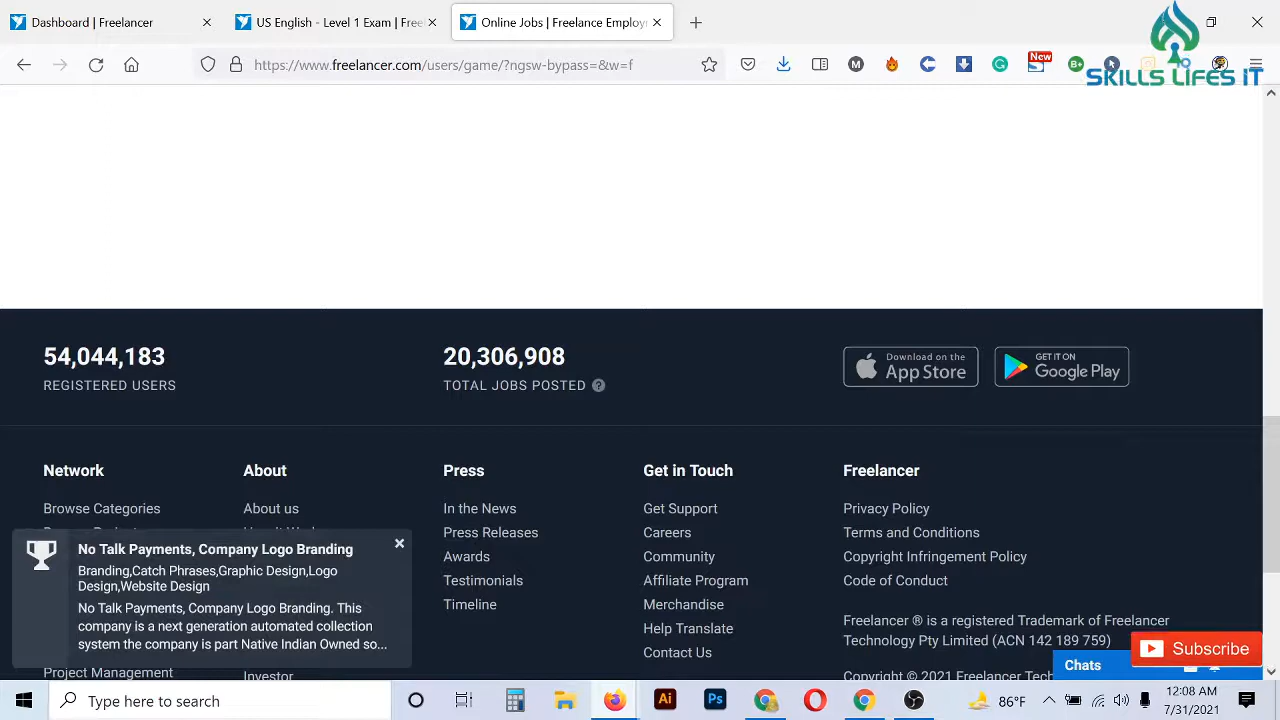 Dashboard | Freelancer
US English - Level 1 Exam | Free
Online Jobs | Freelance Employ
https://www.freelancer.com/users/game/?ngsw-bypass=&w=f
New
SKILLS LIFES IT
54,044,183
REGISTERED USERS
20,306,908
TOTAL JOBS POSTED ?
Download on the
App Store
GET IT ON
Google Play
Network
Browse Categories
Project Management
About
About us
Investor
Press
In the News
Press Releases
Awards
Testimonials
Timeline
Get in Touch
Get Support
Careers
Community
Affiliate Program
Merchandise
Help Translate
Contact Us
Freelancer
Privacy Policy
Terms and Conditions
Copyright Infringement Policy
Code of Conduct
Freelancer ® is a registered Trademark of Freelancer
Technology Pty Limited (ACN 142 189 759)
Copyright © 2021 Freelancer Tech
No Talk Payments, Company Logo Branding
Branding,Catch Phrases,Graphic Design,Logo
Design,Website Design
No Talk Payments, Company Logo Branding. This
company is a next generation automated collection
system the company is part Native Indian Owned so...
Subscribe
Chats
Type here to search
Ai
Ps
86°F
12:08 AM
7/31/2021